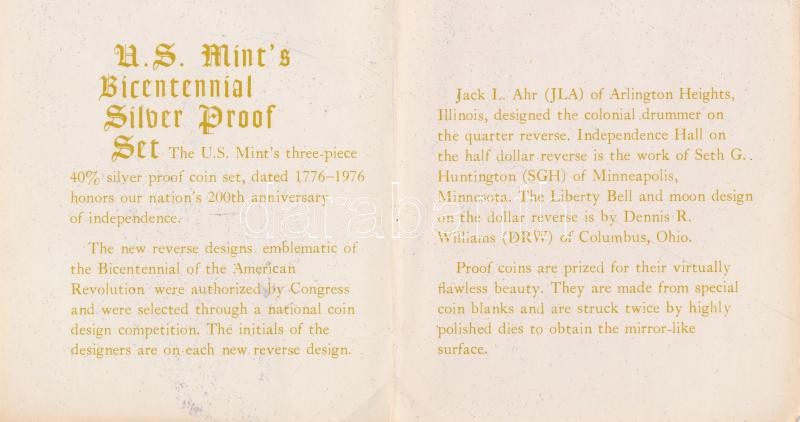 U.S. Mint's
Bicentennial
Silver Proof
Set The U.S. Mint's three-piece
40% silver proof coin set, dated 1776–1976
honors our nation's 200th anniversary
of independence.
The new reverse designs emblematic of
the Bicentennial of the American
Revolution were authorized by Congress
and were selected through a national coin
design competition. The initials of the
designers are on each new reverse design.
Jack L. Ahr (JLA) of Arlington Heights,
Illinois, designed the colonial drummer on
the quarter reverse. Independence Hall on
the half dollar reverse is the work of Seth G.
Huntington (SGH) of Minneapolis,
Minnesota. The Liberty Bell and moon design
on the dollar reverse is by Dennis R.
Williams (DRW) of Columbus, Ohio.
Proof coins are prized for their virtually
flawless beauty. They are made from special
coin blanks and are struck twice by highly
polished dies to obtain the mirror-like
surface.